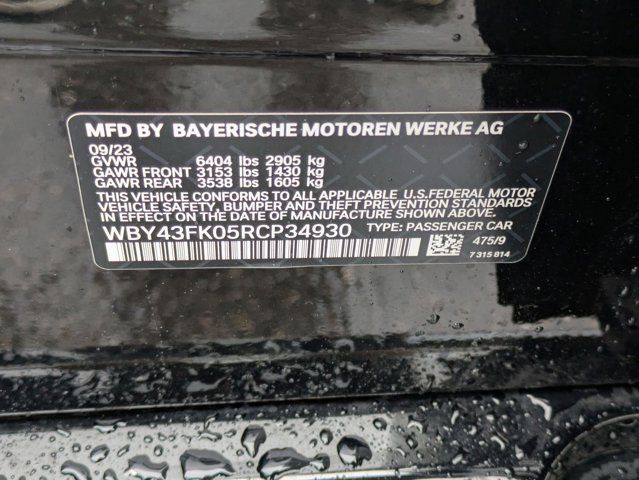 MFD BY BAYERISCHE MOTOREN WERKE AG
09/23
GVWR 6404 lbs 2905 kg
GAWR FRONT 3153 lbs 1430 kg
GAWR REAR 3538 lbs 1605 kg
THIS VEHICLE CONFORMS TO ALL APPLICABLE U.S.FEDERAL MOTOR
VEHICLE SAFETY, BUMPER AND THEFT PREVENTION STANDARDS
IN EFFECT ON THE DATE OF MANUFACTURE SHOWN ABOVE.
WBY43FK05RCP34930 TYPE: PASSENGER CAR
475/9
7 315 814